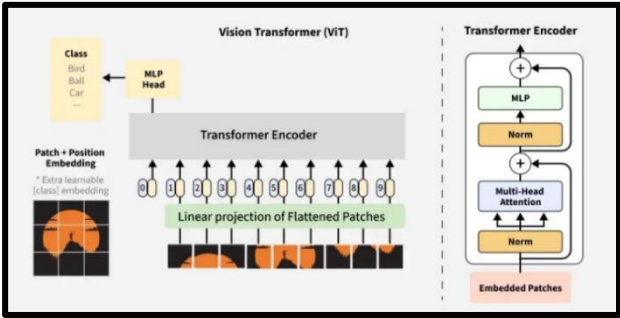 Vision Transformer (ViT)
Class
Bird
Ball
Car
...
MLP
Head
Transformer Encoder
Patch + Position
Embedding
* Extra learnable
[class] embedding
0 1 2 3 4 5 6 7 8 9
Linear projection of Flattened Patches
Transformer Encoder
+
MLP
Norm
+
Multi-Head
Attention
Norm
Embedded Patches